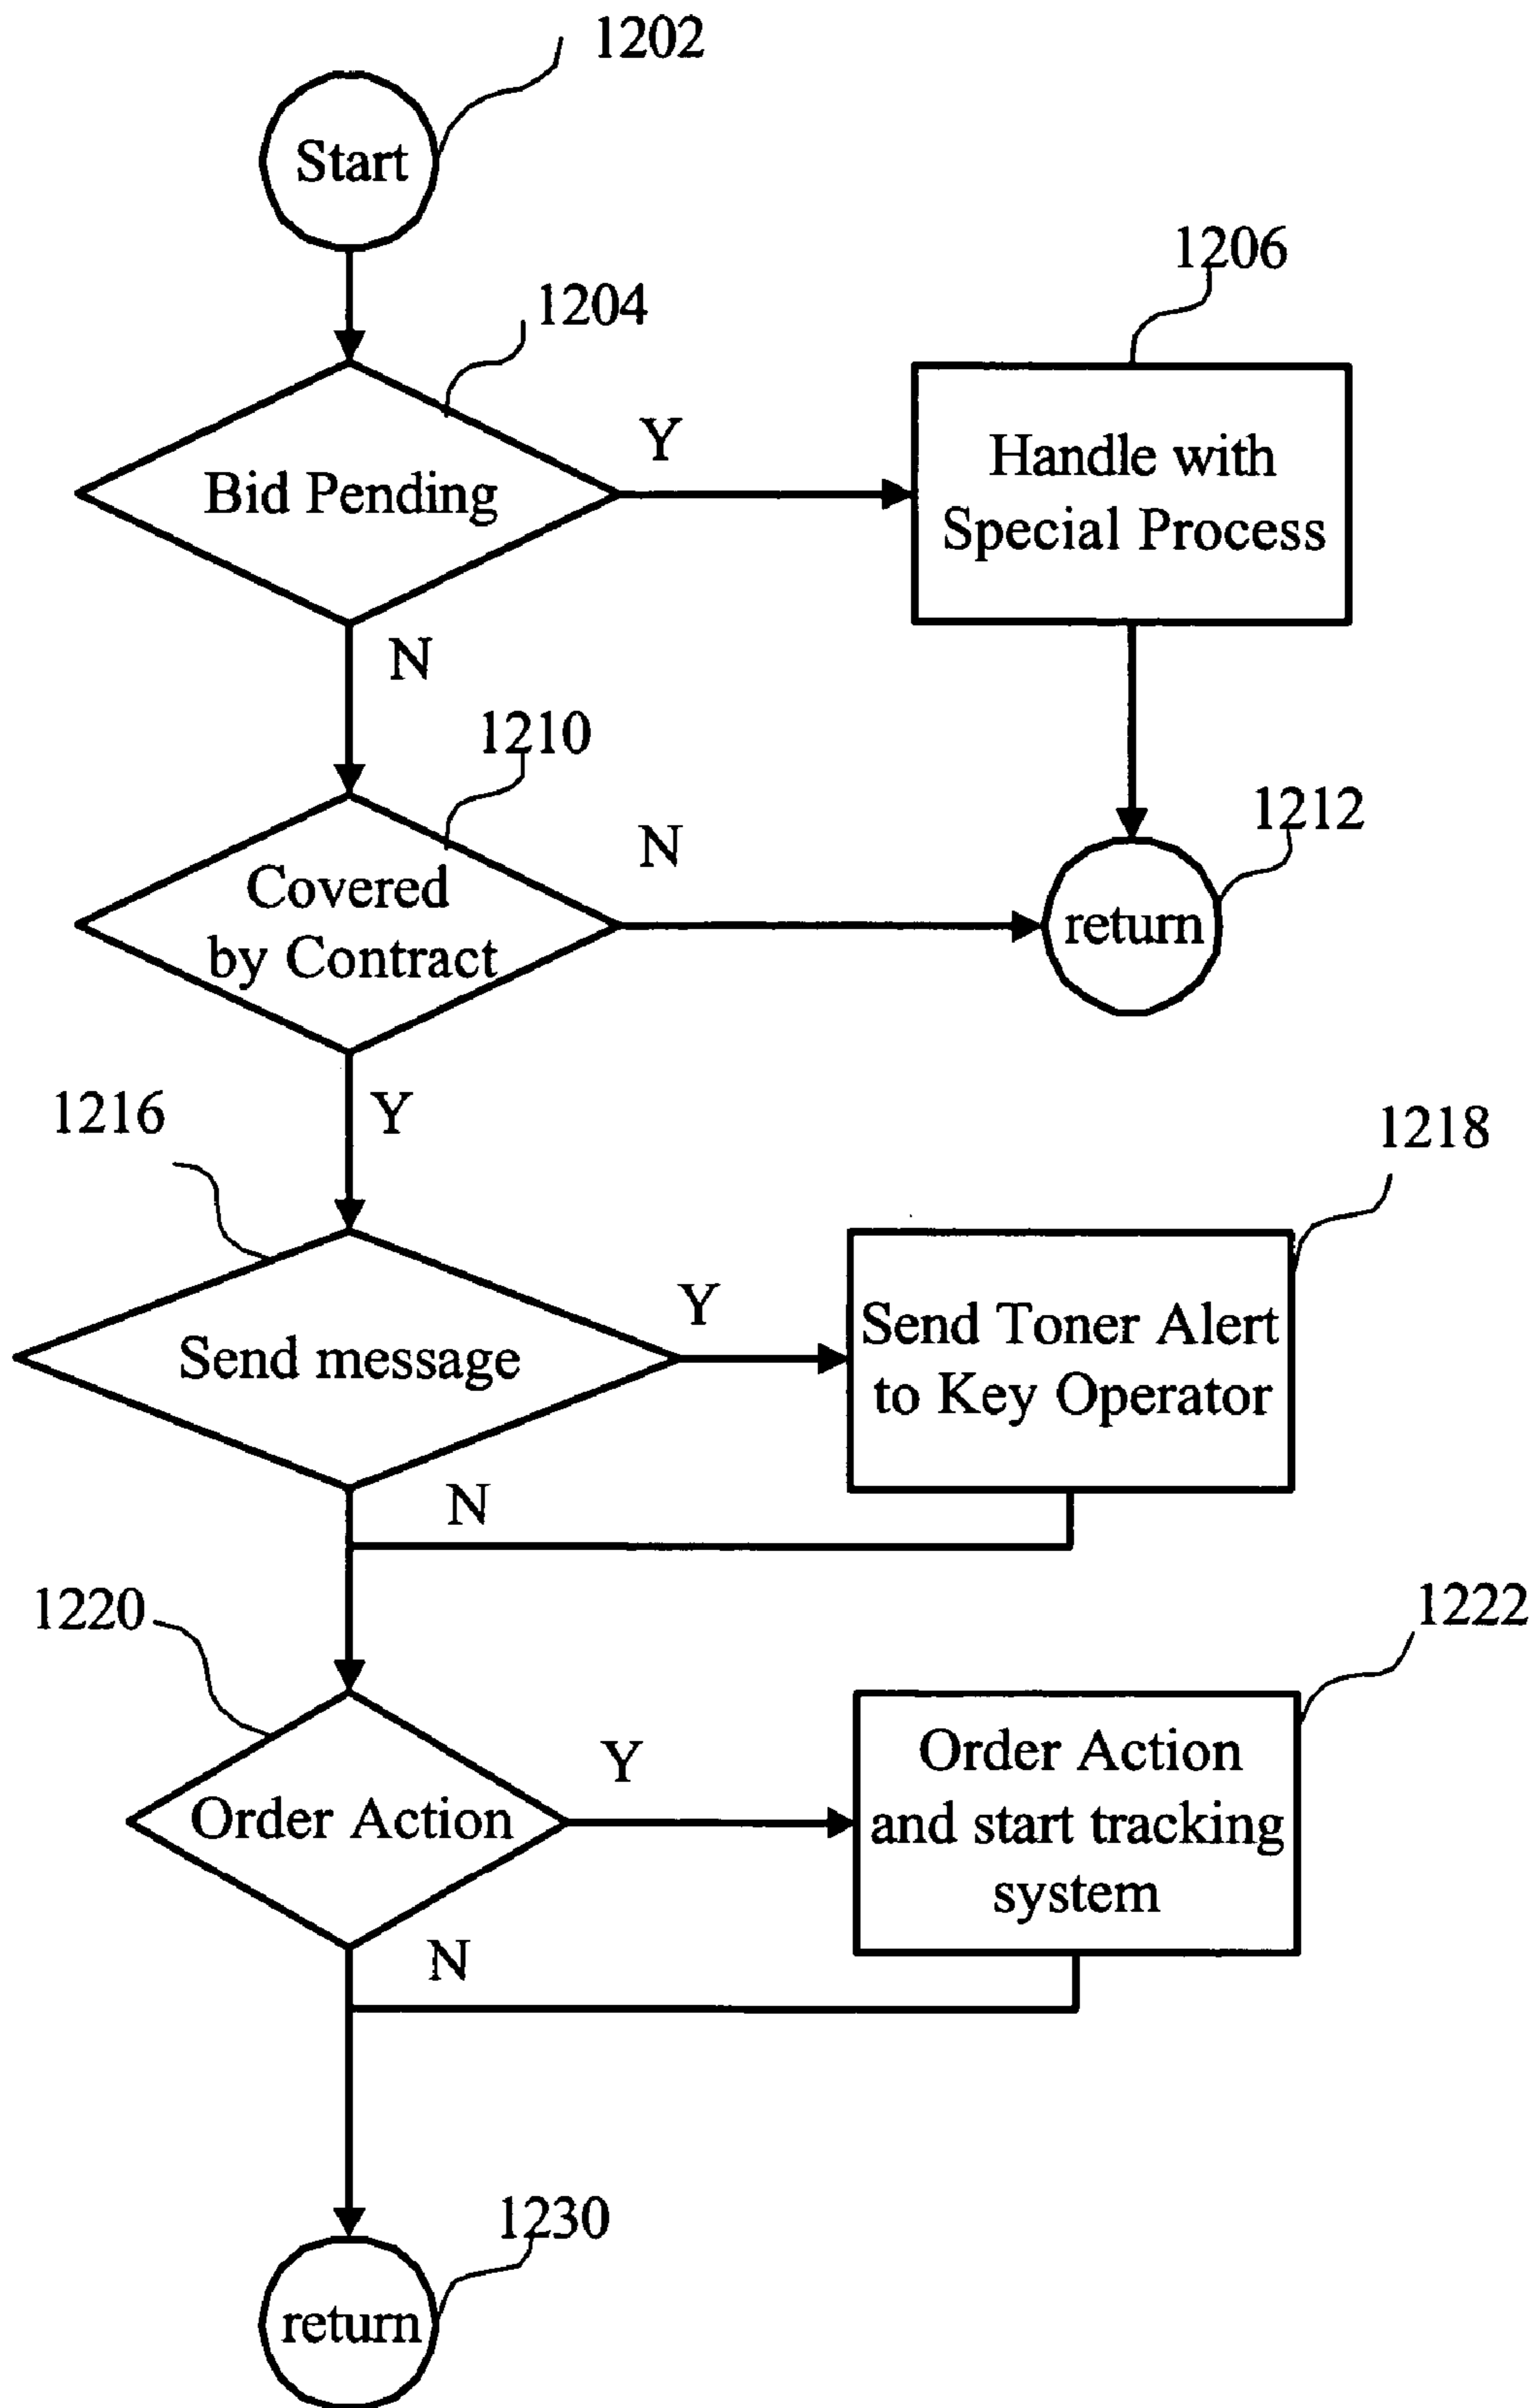 1202
Start
1204
1206
Bid Pending
Y
Handle with
Special Process
N
1210
1212
Covered
by Contract
N
return
1216
Y
1218
Send message
Y
Send Toner Alert
to Key Operator
N
1220
1222
Order Action
Y
Order Action
and start tracking
system
N
1230
return